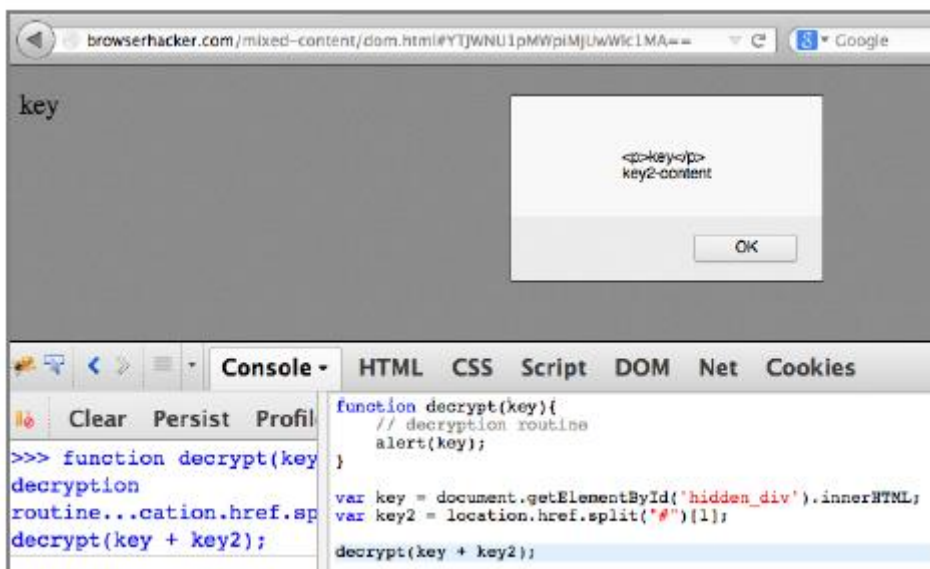 browserhacker.com/mixed-content/dom.html# Google
key
<p>key</p>
key2-content
OK
Console HTML CSS Script DOM Net Cookies
Clear Persist Profil
>>> function decrypt(key
decryption
routine...cation.href.sp
decrypt(key + key2);
function decrypt(key){
// decryption routine
alert(key);
}
var key = document.getElementById('hidden_div').innerHTML;
var key2 = location.href.split("#")[1];
decrypt(key + key2);